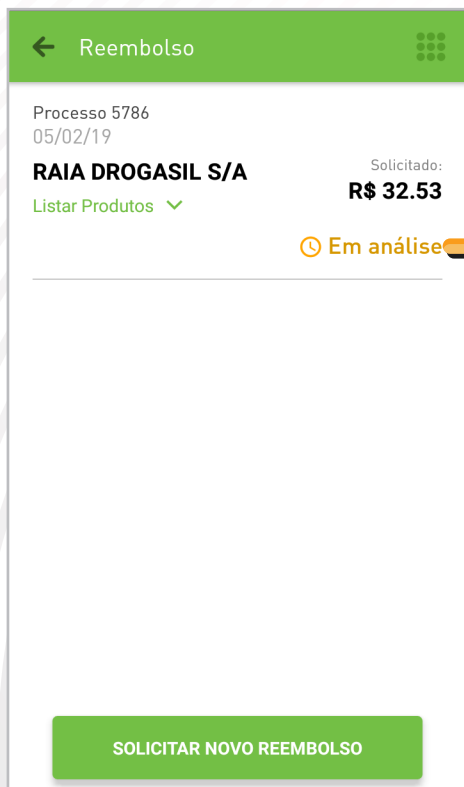 Reembolso
Processo 5786
05/02/19
RAIA DROGASIL S/A
Solicitado:
R$ 32.53
Listar Produtos
Em análise
SOLICITAR NOVO REEMBOLSO